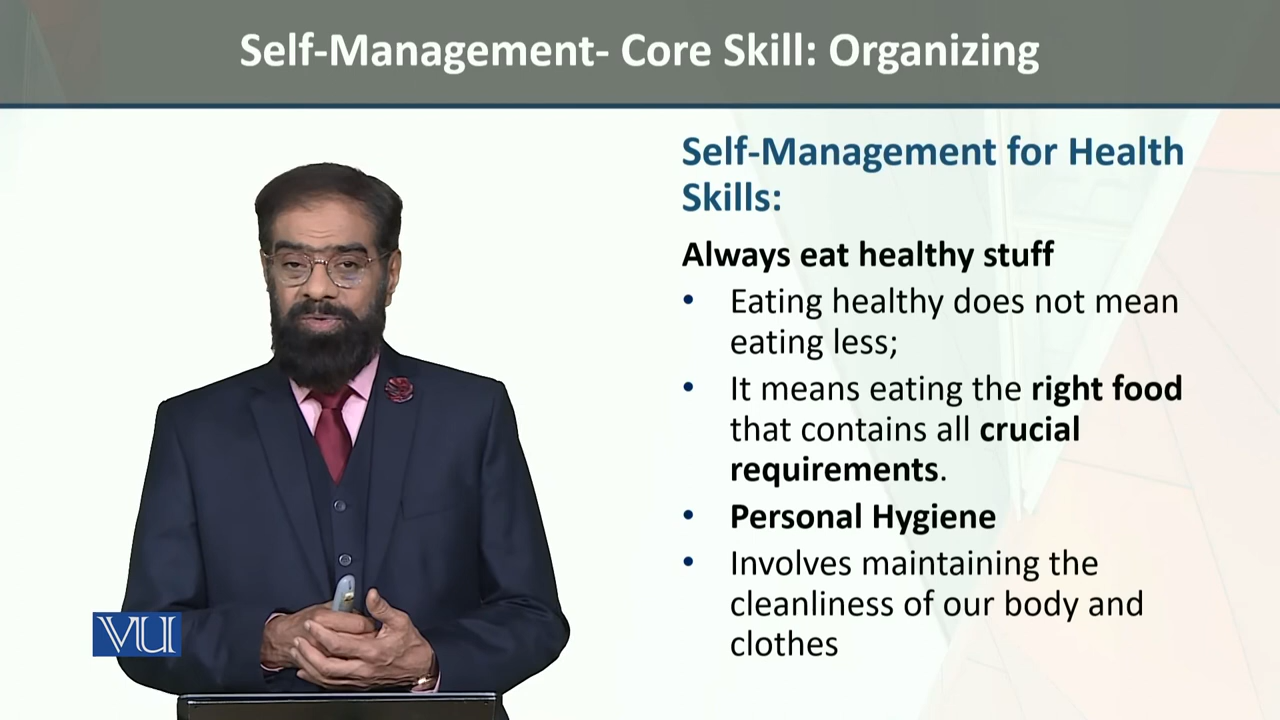 Self-Management- Core Skill: Organizing
Self-Management for Health
Skills:
Always eat healthy stuff
• Eating healthy does not mean
eating less;
• It means eating the right food
that contains all crucial
requirements.
• Personal Hygiene
• Involves maintaining the
cleanliness of our body and
clothes
VU